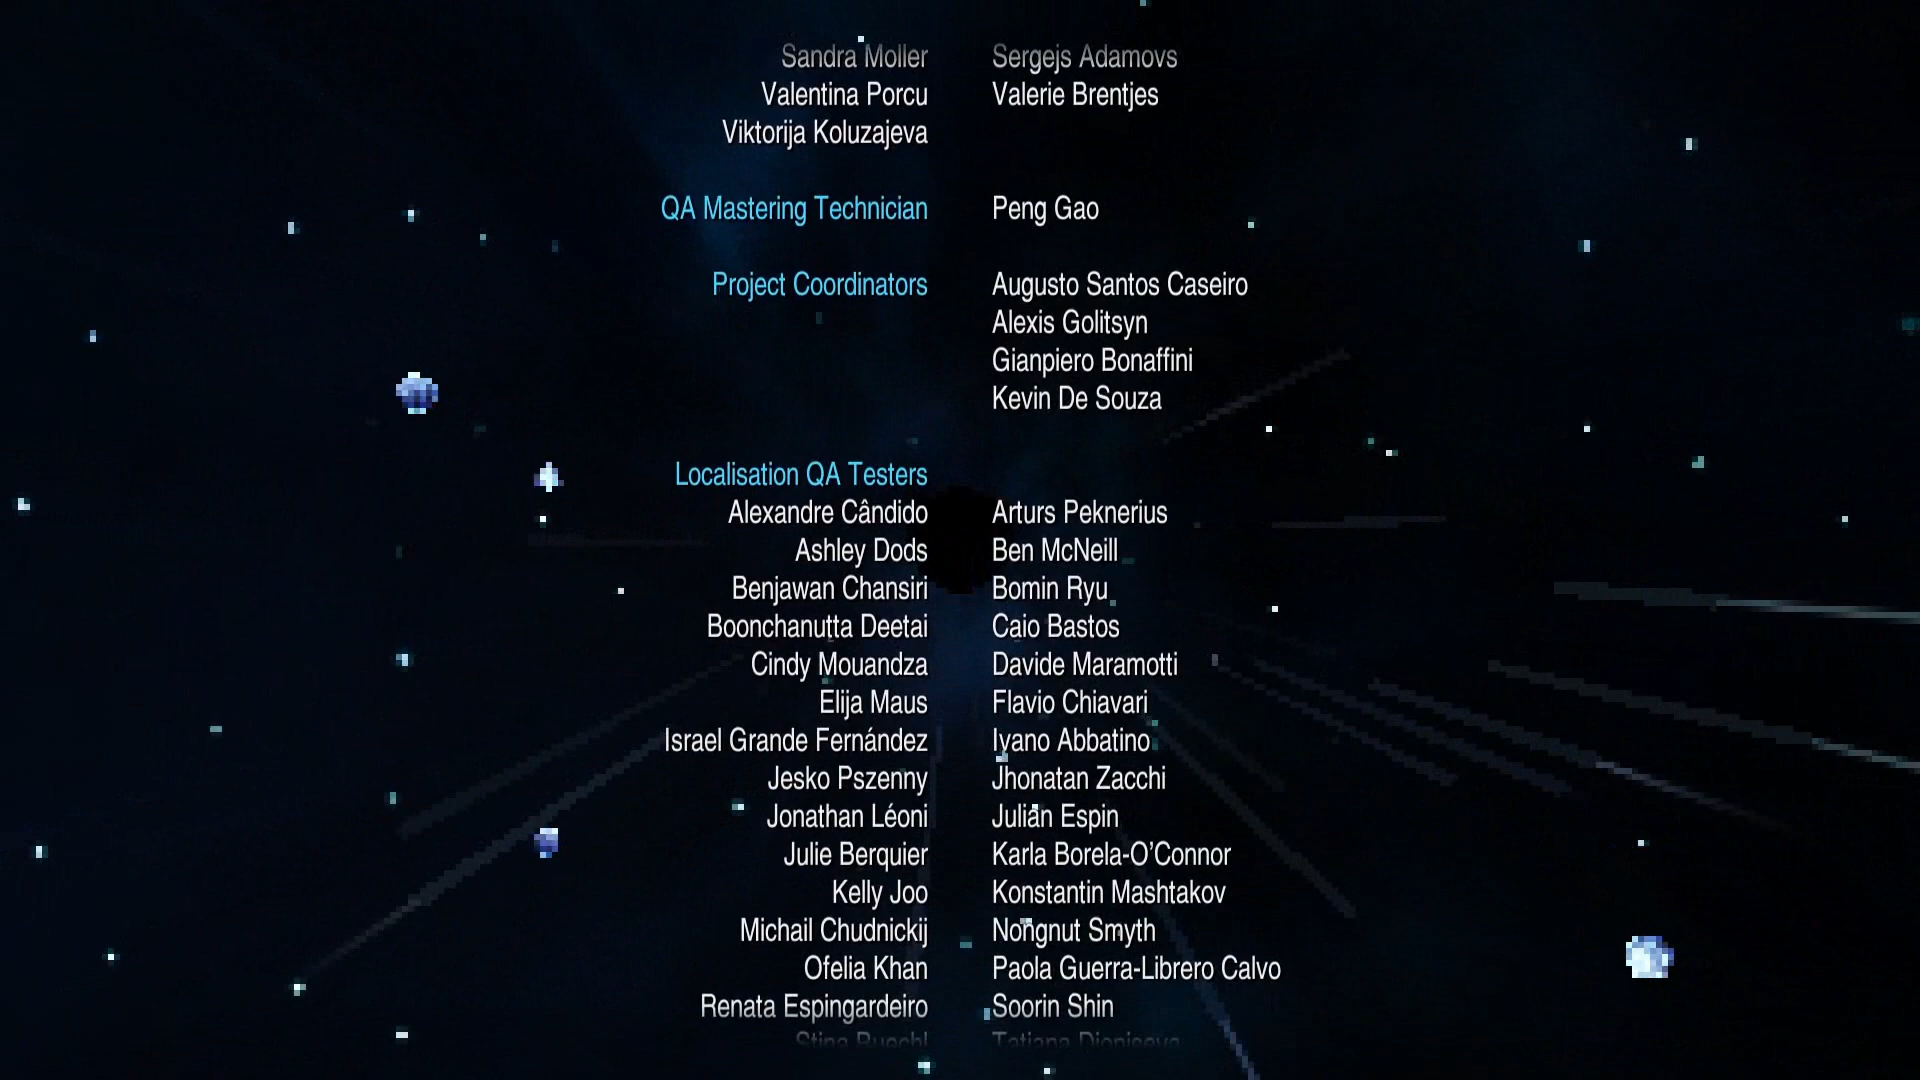 Sandra Moller Sergejs Adamovs
Valentina Porcu Valerie Brentjes
Viktorija Koluzajeva
QA Mastering Technician Peng Gao
Project Coordinators Augusto Santos Caseiro
Alexis Golitsyn
Gianpiero Bonaffini
Kevin De Souza
Localisation QA Testers
Alexandre Cândido Arturs Peknerius
Ashley Dods Ben McNeill
Benjawan Chansiri Bomin Ryu
Boonchanutta Deetai Caio Bastos
Cindy Mouandza Davide Maramotti
Elija Maus Flavio Chiavari
Israel Grande Fernández Ivano Abbatino
Jesko Pszenny Jhonatan Zacchi
Jonathan Léoni Julian Espin
Julie Berquier Karla Borela-O’Connor
Kelly Joo Konstantin Mashtakov
Michail Chudnickij Nongnut Smyth
Ofelia Khan Paola Guerra-Librero Calvo
Renata Espingardeiro Soorin Shin